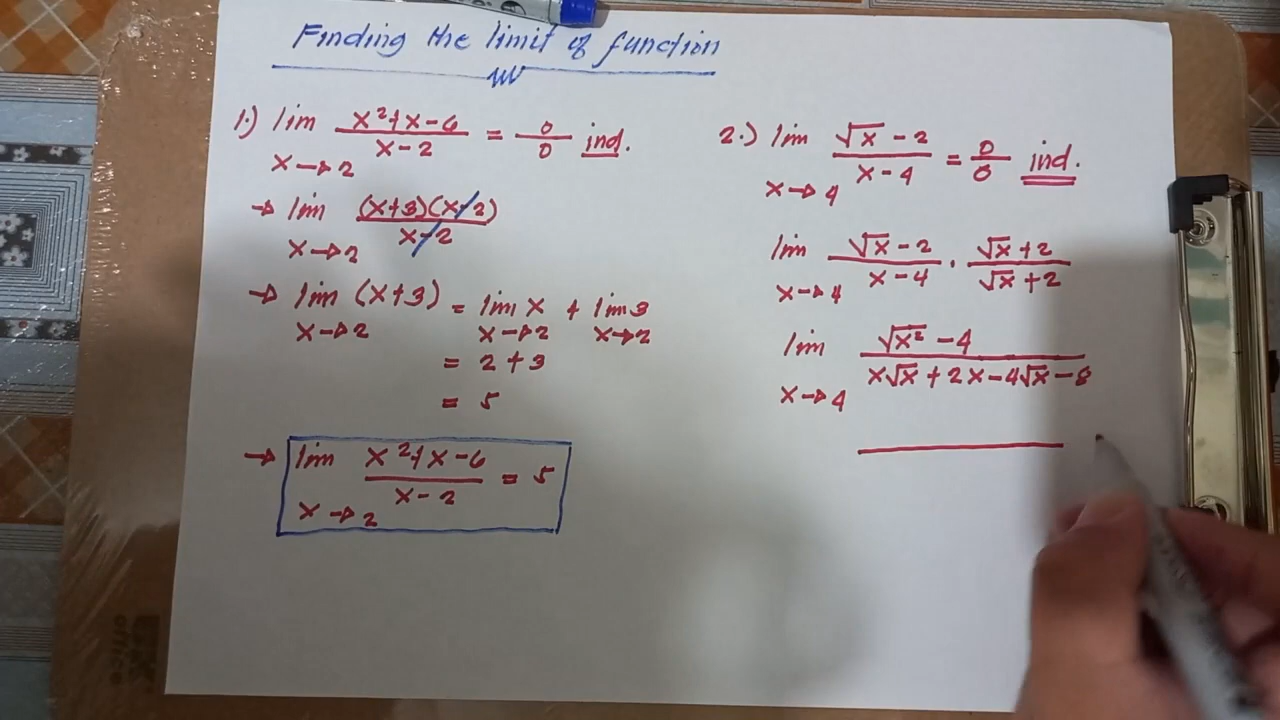 Finding the limit of function
1.) lim x²+x-6 / x-2 = 0/0 ind.
x→2
→ lim (x+3)(x-2) / x-2
x→2
→ lim (x+3) = lim x + lim 3
x→2 x→2 x→2
= 2+3
= 5
→ lim x²+x-6 / x-2 = 5
x→2
2.) lim √x-2 / x-4 = 0/0 ind.
x→4
lim √x-2 / x-4 · √x+2 / √x+2
x→4
lim √x²-4 / x√x+2x-4√x-8
x→4